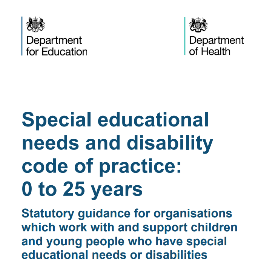 Department
for Education
Department
of Health
Special educational
needs and disability
code of practice:
0 to 25 years
Statutory guidance for organisations
which work with and support children
and young people who have special
educational needs or disabilities